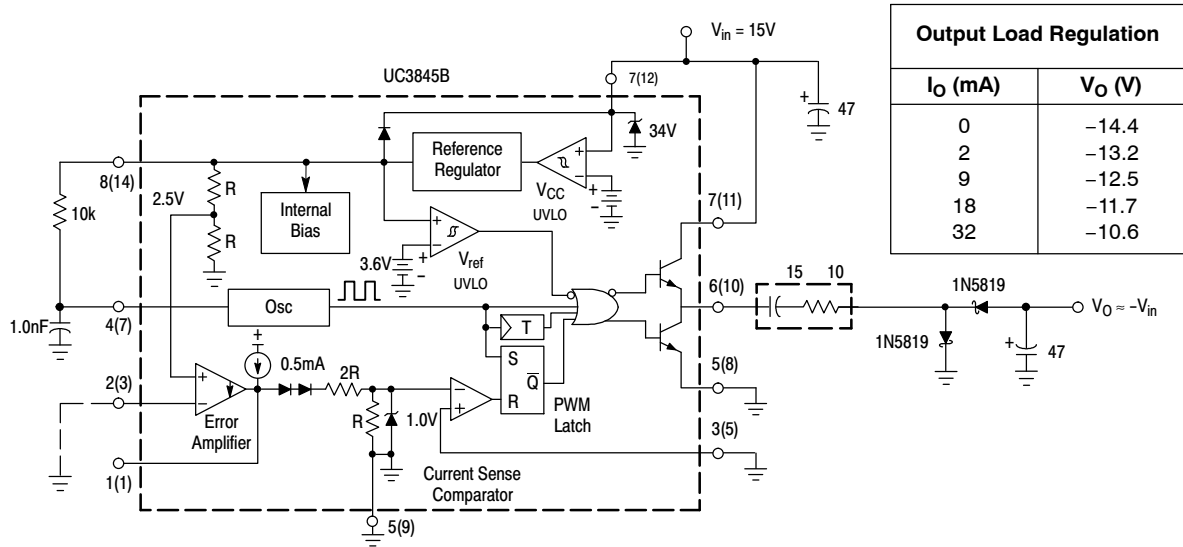 V_in = 15V
UC3845B
7(12)
+
47
34V
8(14)
Reference
Regulator
+
−
V_CC
UVLO
+
−
2.5V
R
R
10k
Internal
Bias
+
−
3.6V
+
−
V_ref
UVLO
7(11)
Osc
4(7)
1.0nF
T
6(10)
15
10
1N5819
V_O ≈ −V_in
1N5819
+
47
+
0.5mA
S
Q̄
R
PWM
Latch
5(8)
2(3)
+
−
Error
Amplifier
2R
R
1.0V
−
+
Current Sense
Comparator
3(5)
1(1)
5(9)
Output Load Regulation
I_O (mA) V_O (V)
0 −14.4
2 −13.2
9 −12.5
18 −11.7
32 −10.6